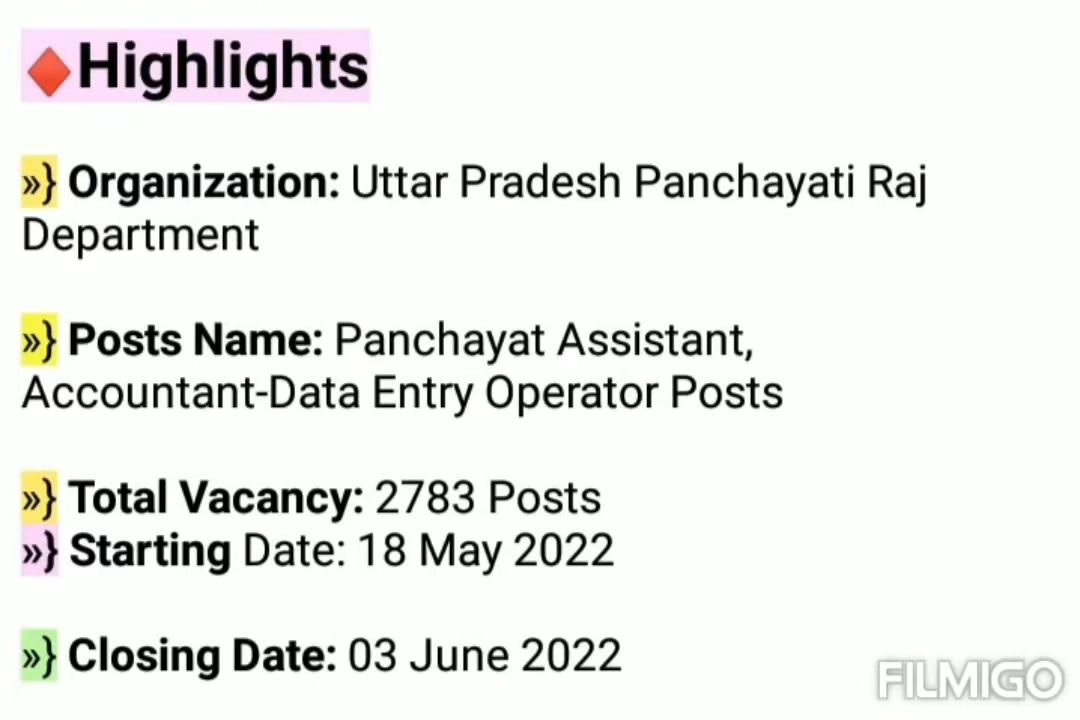 ♦Highlights
»} Organization: Uttar Pradesh Panchayati Raj
Department
»} Posts Name: Panchayat Assistant,
Accountant-Data Entry Operator Posts
»} Total Vacancy: 2783 Posts
»} Starting Date: 18 May 2022
»} Closing Date: 03 June 2022
FILMIGO